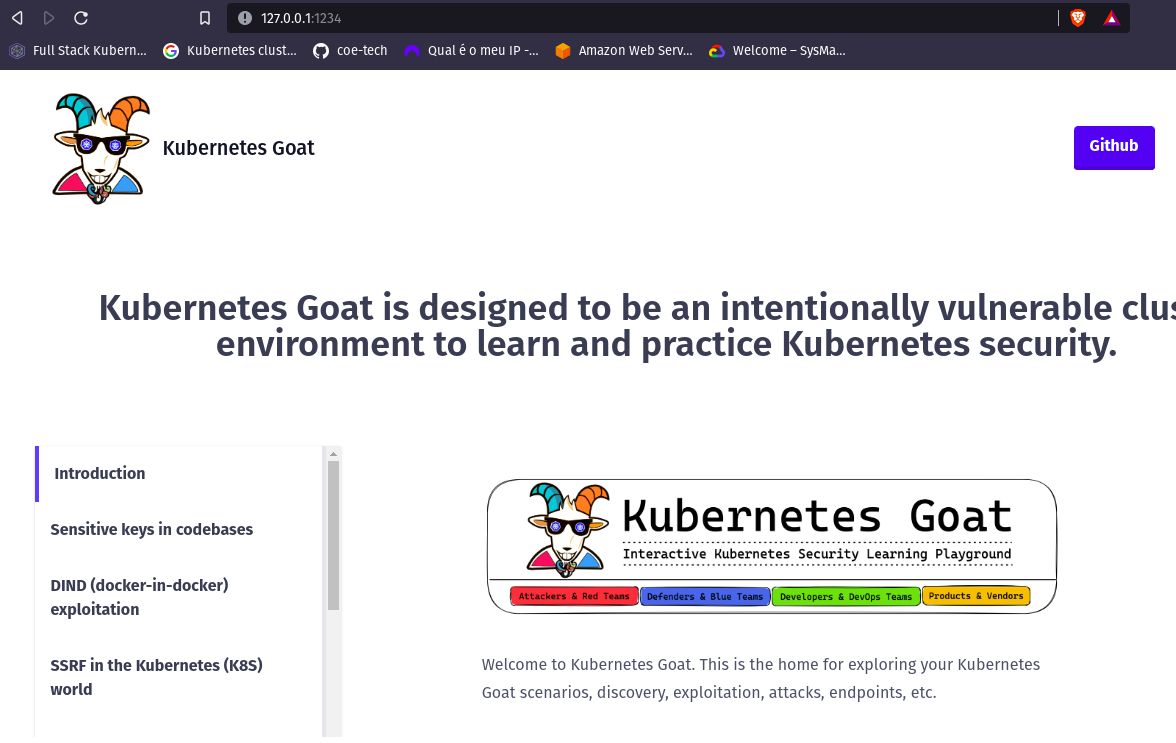 127.0.0.1:1234
Full Stack Kubern... Kubernetes clust... coe-tech Qual é o meu IP -... Amazon Web Serv... Welcome – SysMa...
Kubernetes Goat
Github
Kubernetes Goat is designed to be an intentionally vulnerable clus
environment to learn and practice Kubernetes security.
Introduction
Sensitive keys in codebases
DIND (docker-in-docker)
exploitation
SSRF in the Kubernetes (K8S)
world
Kubernetes Goat
Interactive Kubernetes Security Learning Playground
Attackers & Red Teams Defenders & Blue Teams Developers & DevOps Teams Products & Vendors
Welcome to Kubernetes Goat. This is the home for exploring your Kubernetes
Goat scenarios, discovery, exploitation, attacks, endpoints, etc.